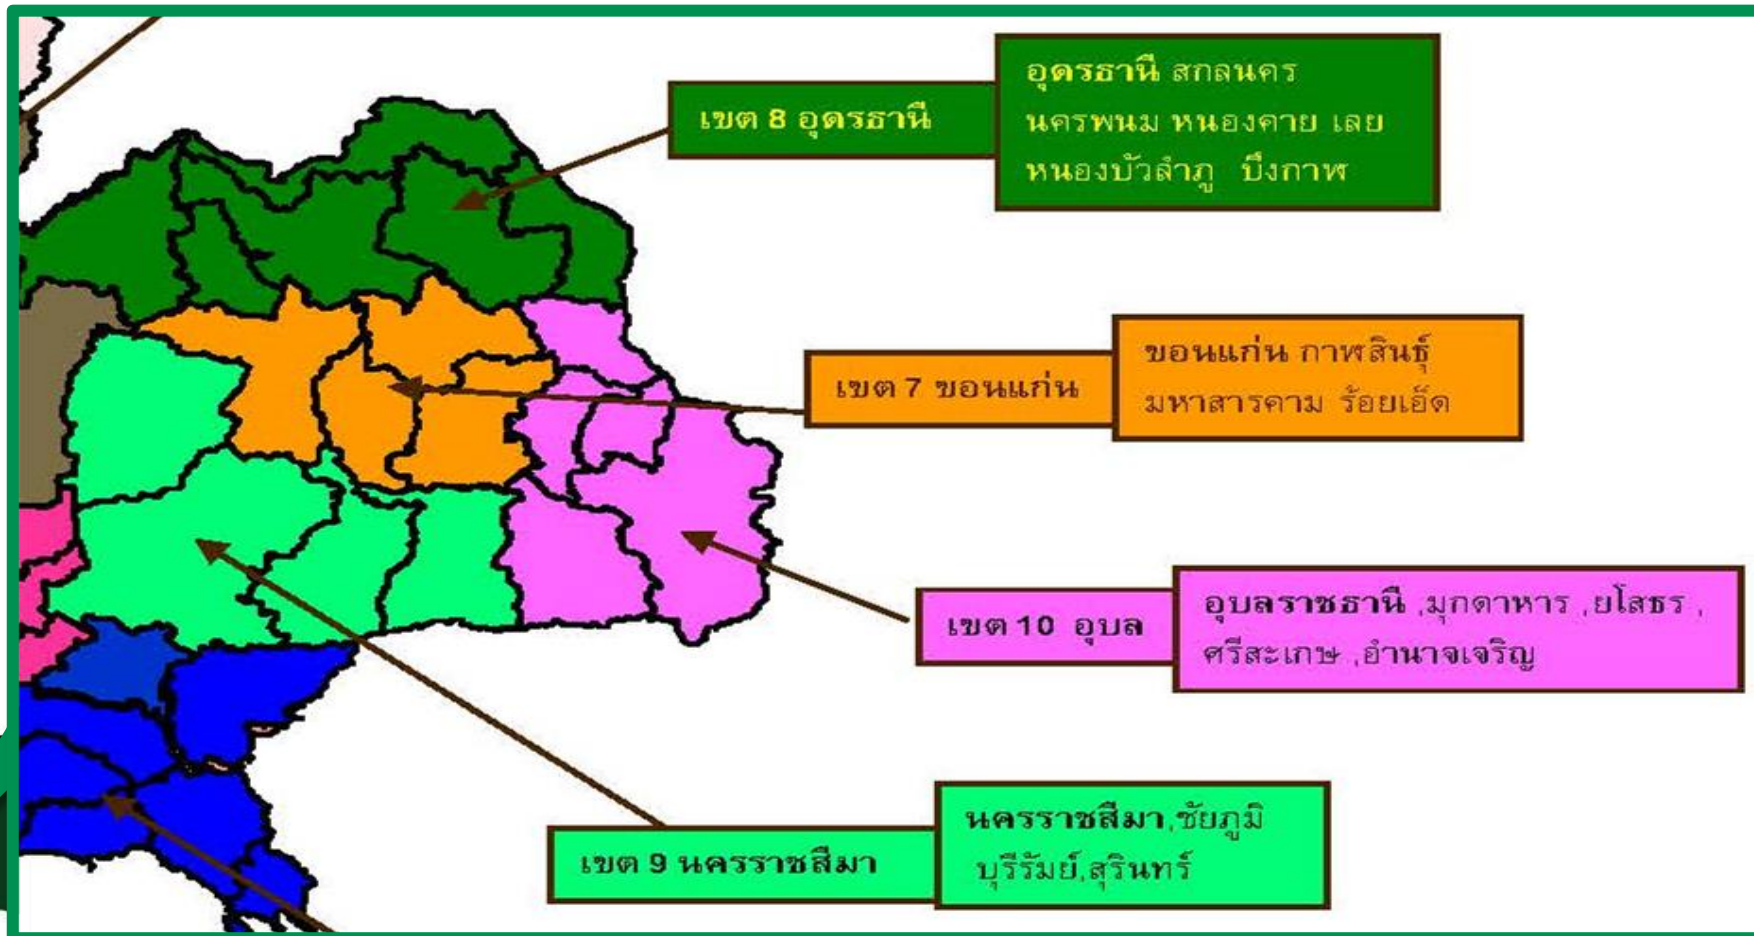 เขต 8 อุดรธานี
อุดรธานี สกลนคร
นครพนม หนองคาย เลย
หนองบัวลำภู บึงกาฬ
เขต 7 ขอนแก่น
ขอนแก่น กาฬสินธุ์
มหาสารคาม ร้อยเอ็ด
เขต 10 อุบล
อุบลราชธานี ,มุกดาหาร ,ยโสธร ,
ศรีสะเกษ ,อำนาจเจริญ
เขต 9 นครราชสีมา
นครราชสีมา,ชัยภูมิ
บุรีรัมย์,สุรินทร์